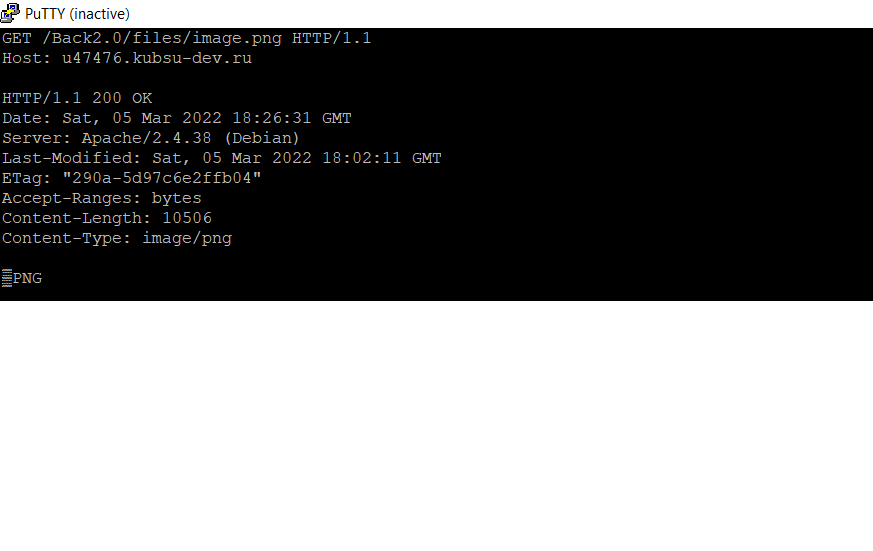 PuTTY (inactive)
GET /Back2.0/files/image.png HTTP/1.1
Host: u47476.kubsu-dev.ru
HTTP/1.1 200 OK
Date: Sat, 05 Mar 2022 18:26:31 GMT
Server: Apache/2.4.38 (Debian)
Last-Modified: Sat, 05 Mar 2022 18:02:11 GMT
ETag: "290a-5d97c6e2ffb04"
Accept-Ranges: bytes
Content-Length: 10506
Content-Type: image/png
▒PNG